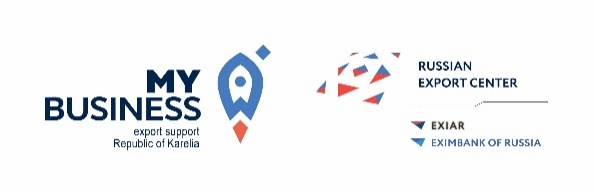 MY
BUSINESS
export support
Republic of Karelia
RUSSIAN
EXPORT CENTER
EXIAR
EXIMBANK OF RUSSIA